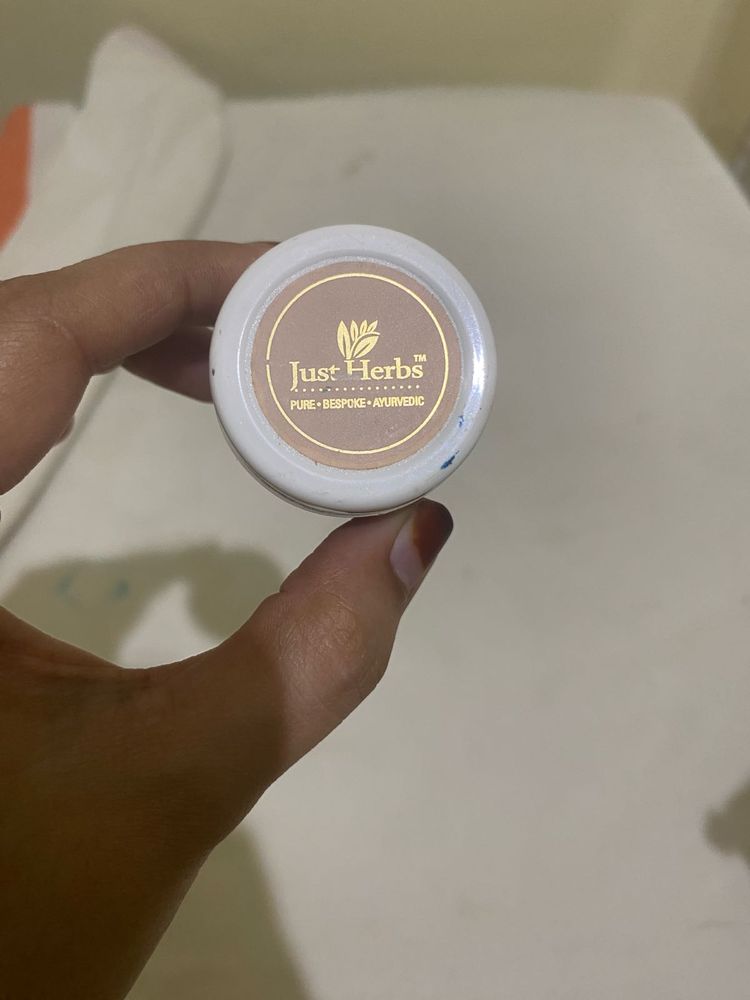 Just Herbs™
PURE • BESPOKE • AYURVEDIC